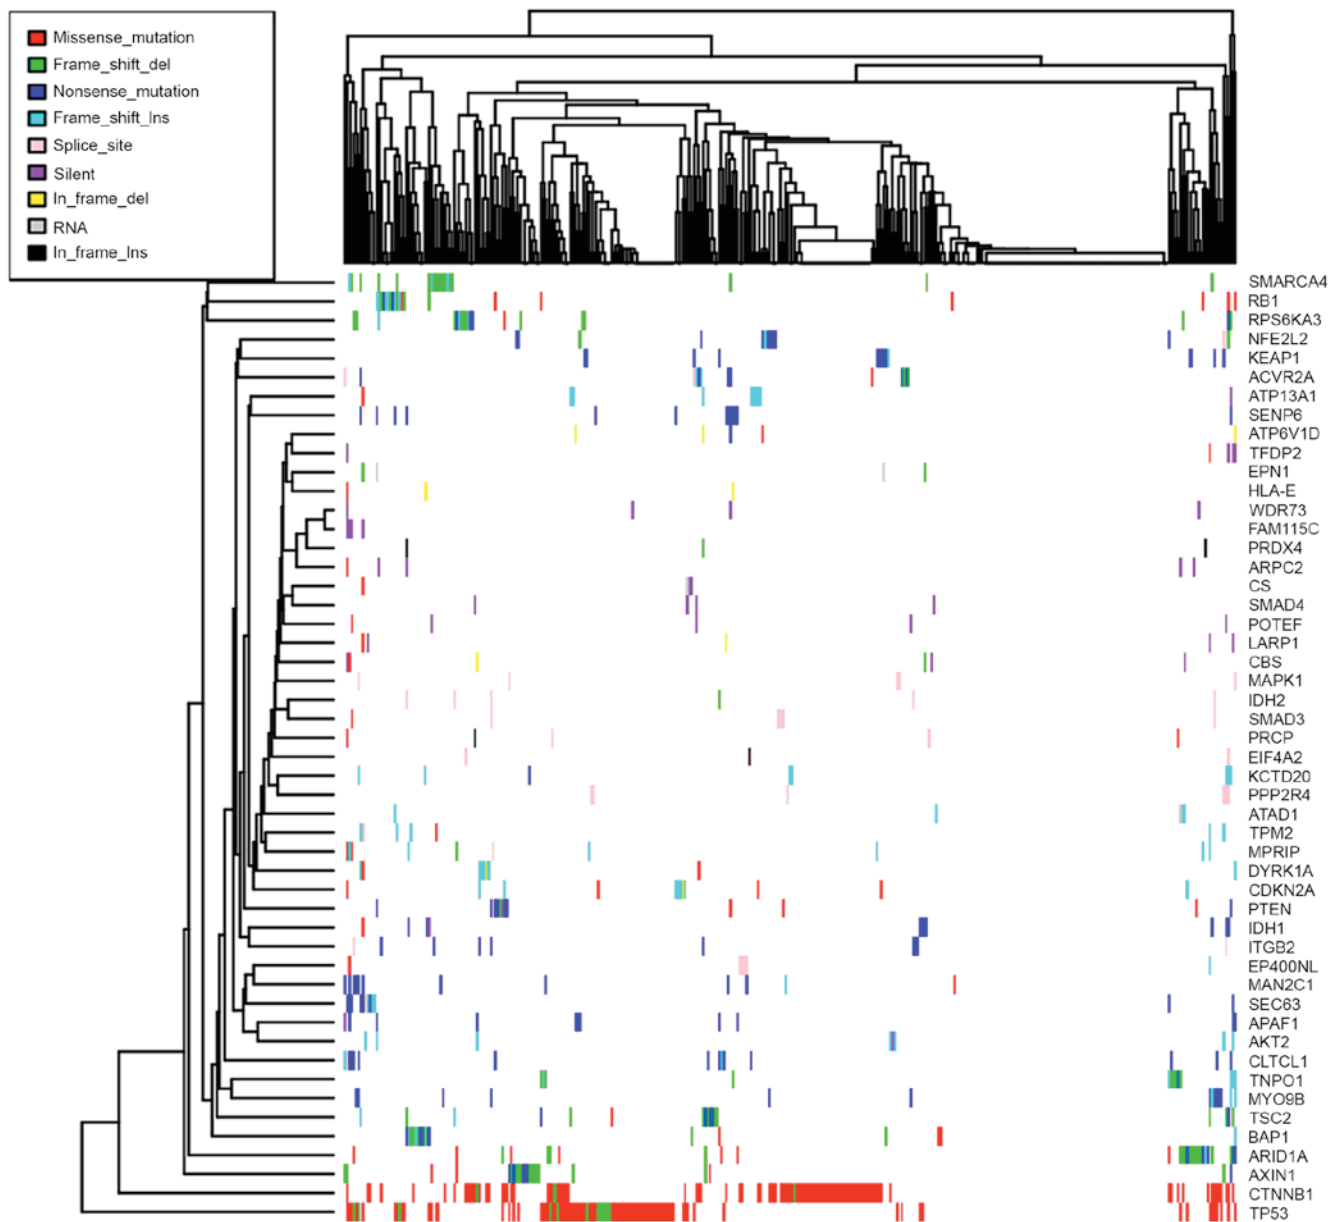 Missense_mutation
Frame_shift_del
Nonsense_mutation
Frame_shift_Ins
Splice_site
Silent
In_frame_del
RNA
In_frame_Ins
SMARCA4
RB1
RPS6KA3
NFE2L2
KEAP1
ACVR2A
ATP13A1
SENP6
ATP6V1D
TFDP2
EPN1
HLA-E
WDR73
FAM115C
PRDX4
ARPC2
CS
SMAD4
POTEF
LARP1
CBS
MAPK1
IDH2
SMAD3
PRCP
EIF4A2
KCTD20
PPP2R4
ATAD1
TPM2
MPRIP
DYRK1A
CDKN2A
PTEN
IDH1
ITGB2
EP400NL
MAN2C1
SEC63
APAF1
AKT2
CLTCL1
TNPO1
MYO9B
TSC2
BAP1
ARID1A
AXIN1
CTNNB1
TP53